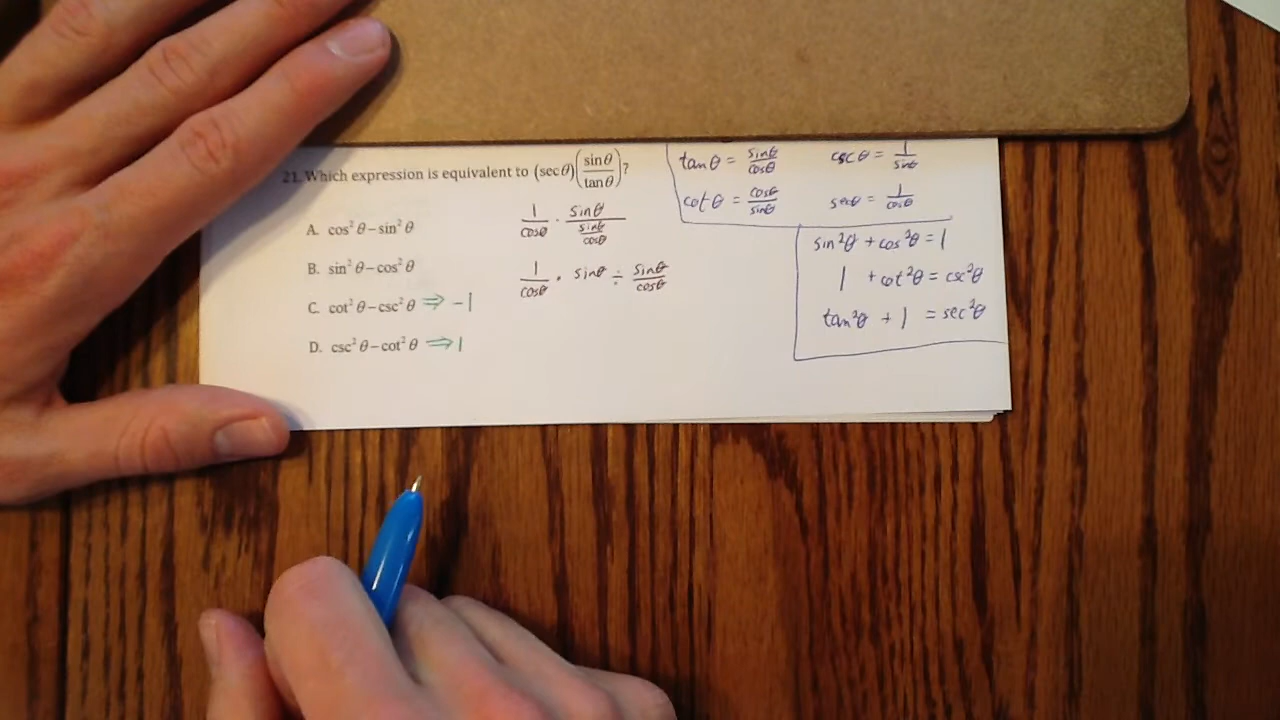 21. Which expression is equivalent to (secθ)(sinθ/tanθ)?
A. cos²θ – sin²θ
B. sin²θ – cos²θ
C. cot²θ – csc²θ ⇒ -1
D. csc²θ – cot²θ ⇒ 1
1/cosθ · sinθ/(sinθ/cosθ)
1/cosθ · sinθ ÷ sinθ/cosθ
tanθ = sinθ/cosθ cscθ = 1/sinθ
cotθ = cosθ/sinθ secθ = 1/cosθ
sin²θ + cos²θ = 1
1 + cot²θ = csc²θ
tan²θ + 1 = sec²θ